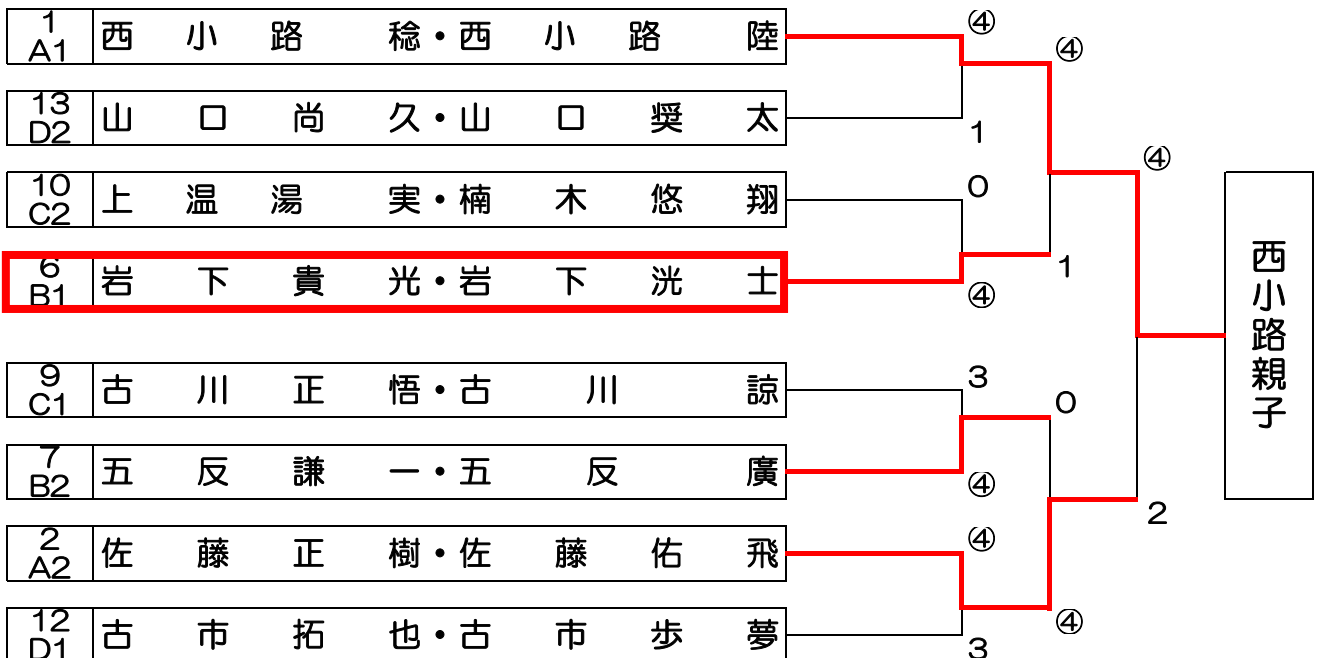 1
A1
西小路 稔・西小路 陸
④
④
13
D2
山口尚久・山口奨太
1
④
10
C2
上温湯 実・楠木悠翔
0
6
B1
岩下貴光・岩下洸士
④
1
西小路親子
9
C1
古川正悟・古川 諒
3
0
7
B2
五反謙一・五反 廣
④
2
2
A2
佐藤正樹・佐藤佑飛
④
④
12
D1
古市拓也・古市歩夢
3